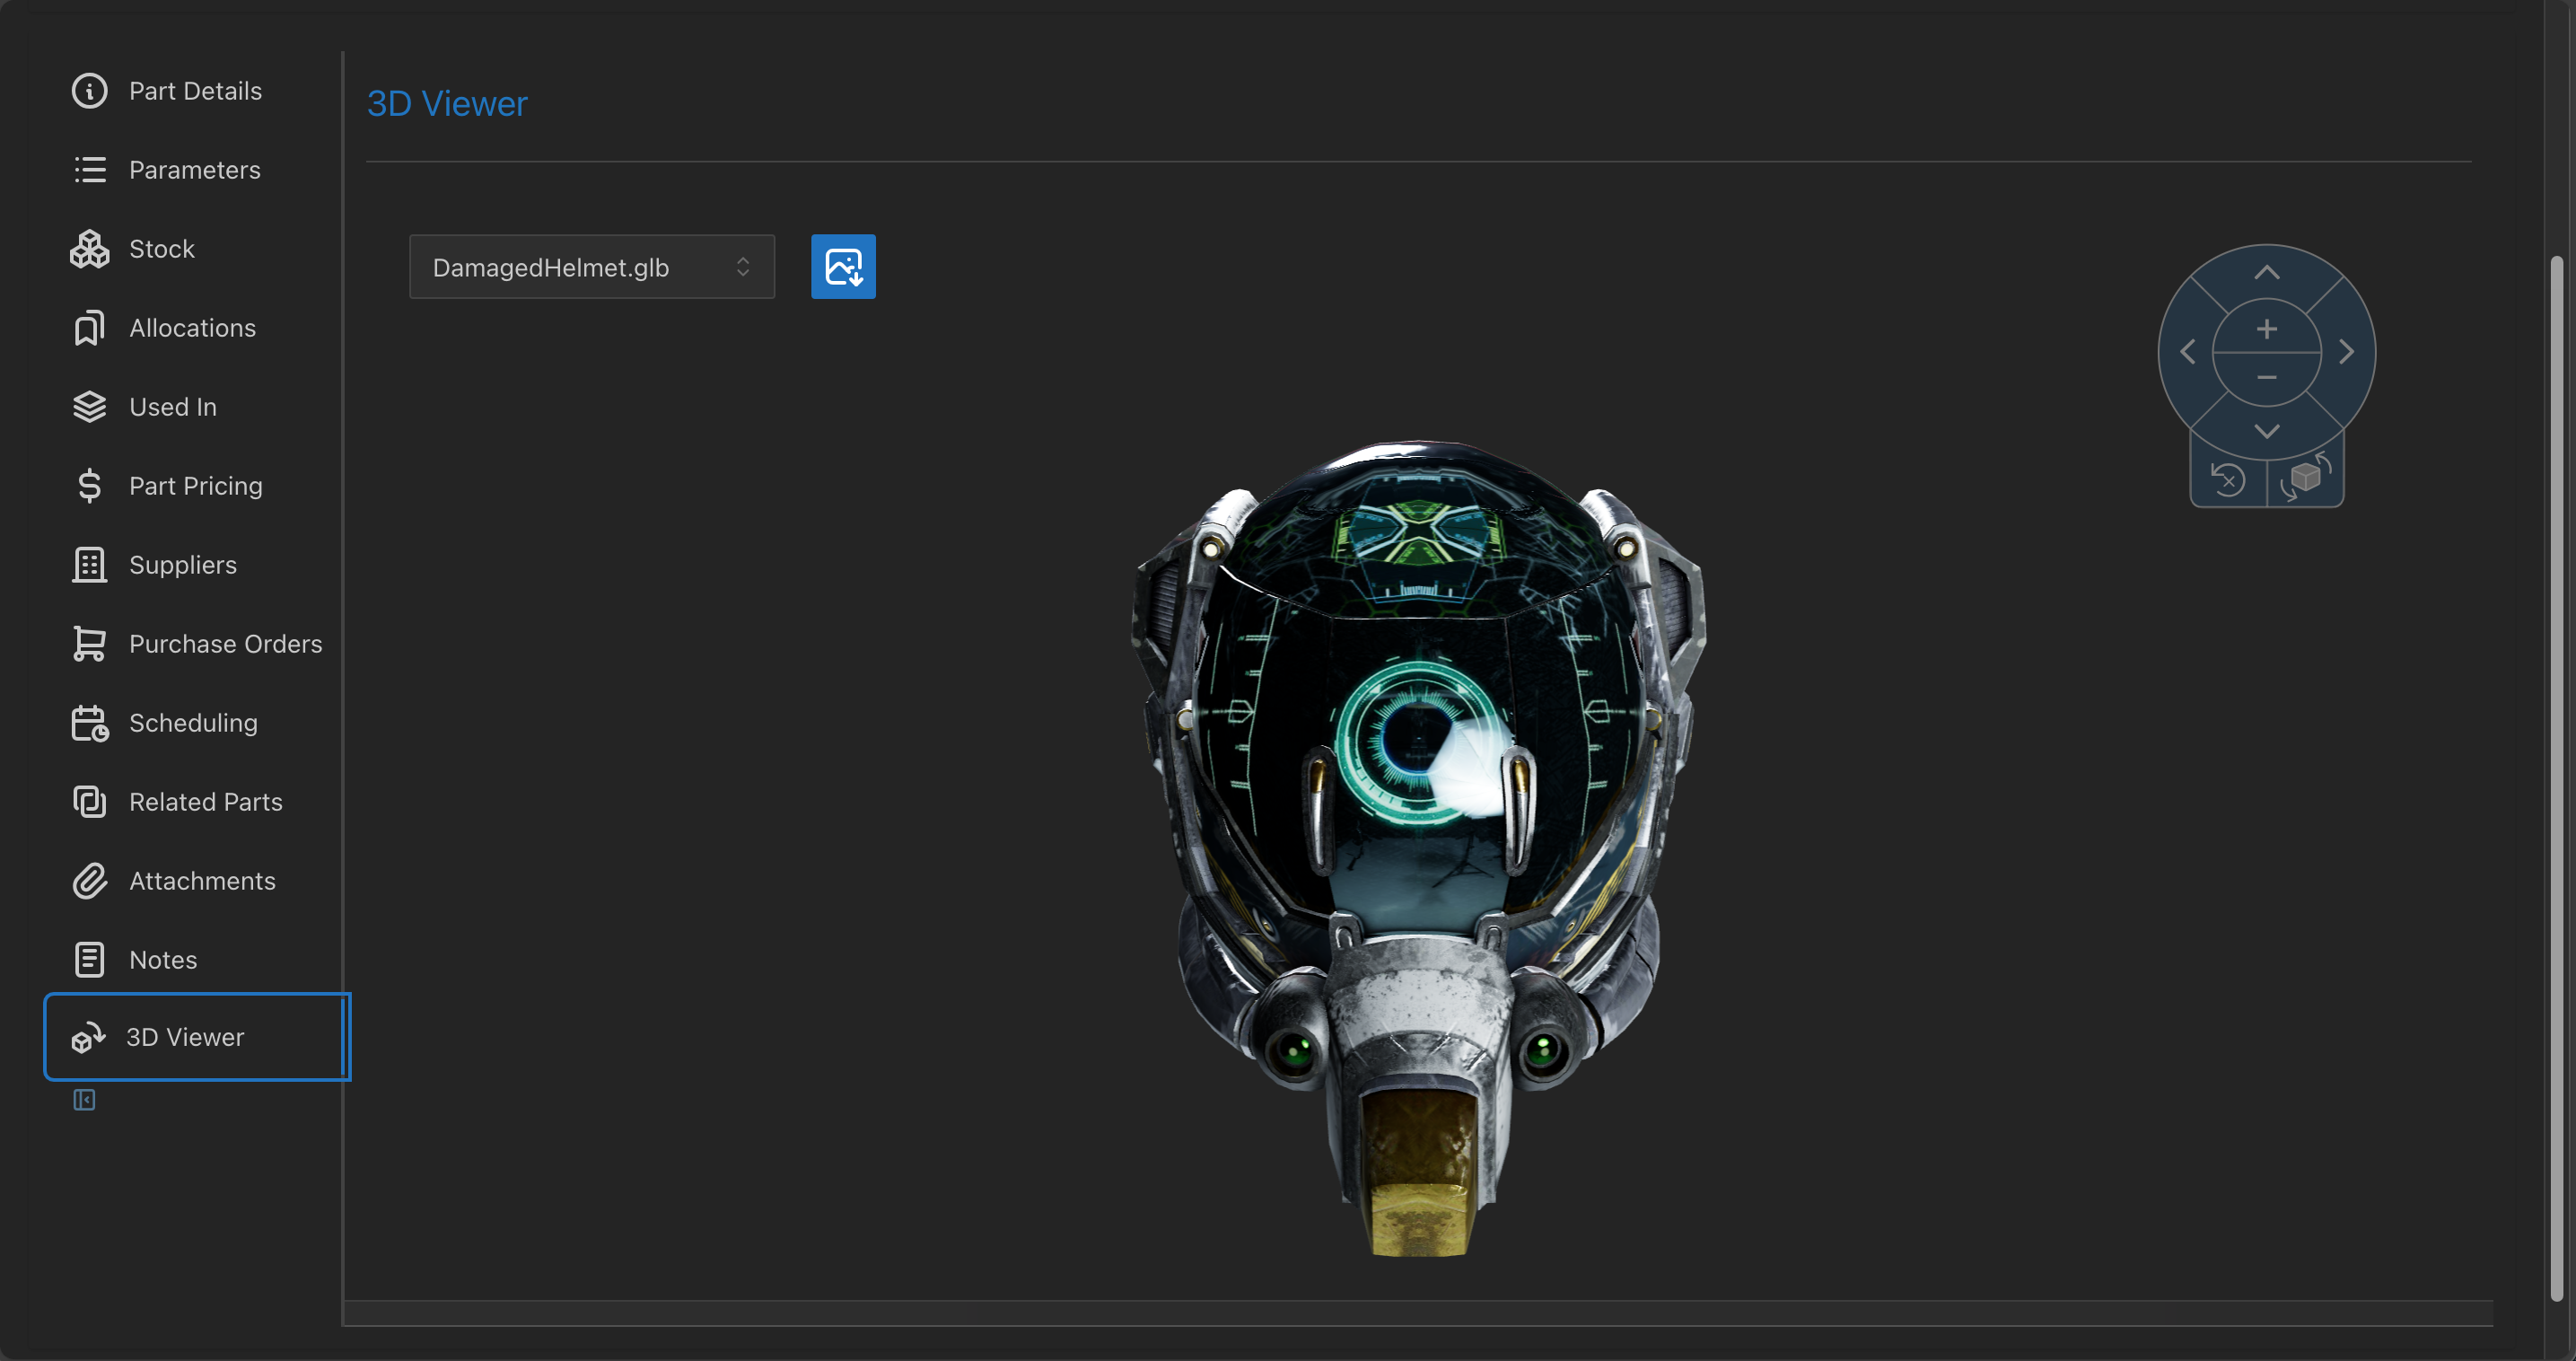 Part Details
Parameters
Stock
Allocations
Used In
Part Pricing
Suppliers
Purchase Orders
Scheduling
Related Parts
Attachments
Notes
3D Viewer
3D Viewer
DamagedHelmet.glb